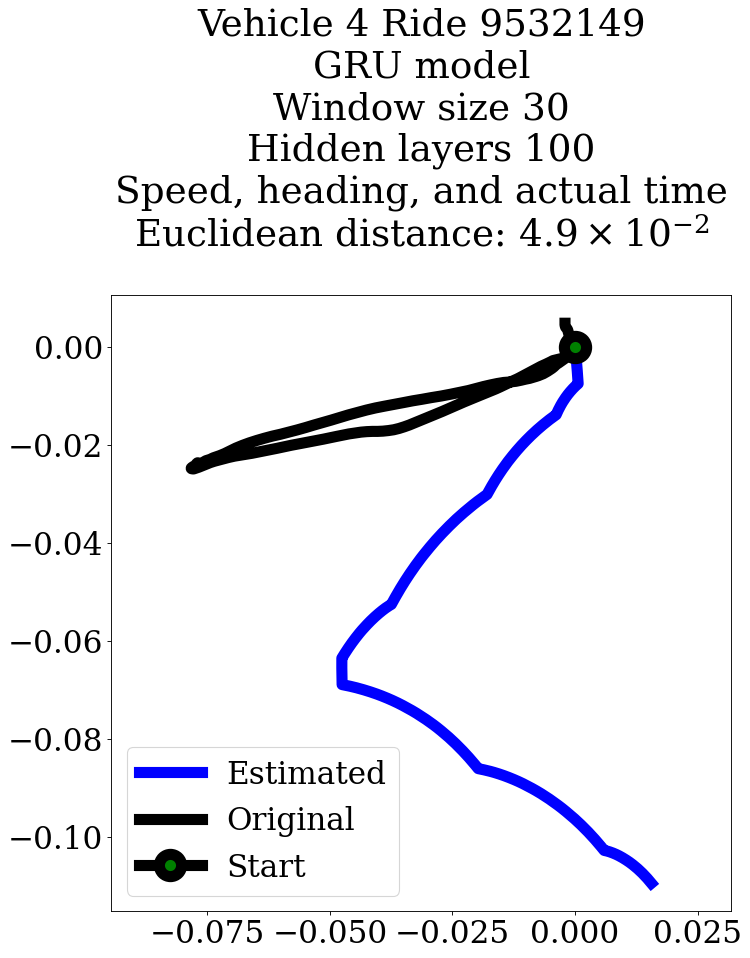 Vehicle 4 Ride 9532149
GRU model
Window size 30
Hidden layers 100
Speed, heading, and actual time
Euclidean distance: 4.9 × 10⁻²
0.00
−0.02
−0.04
−0.06
−0.08
−0.10
Estimated
Original
Start
−0.075 −0.050 −0.025 0.000 0.025